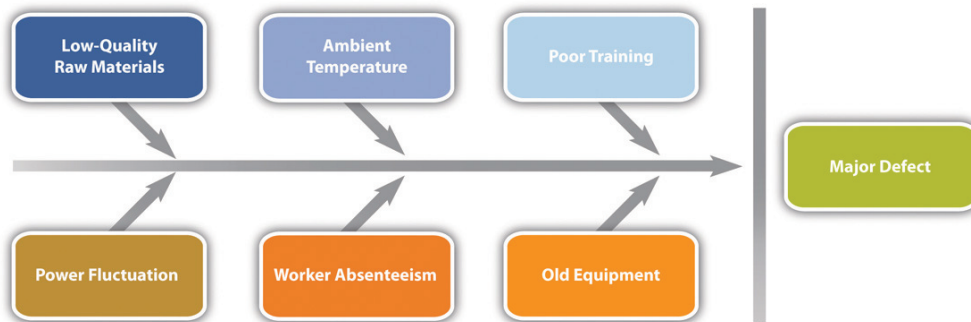 Low-Quality
Raw Materials
Ambient
Temperature
Poor Training
Major Defect
Power Fluctuation
Worker Absenteeism
Old Equipment